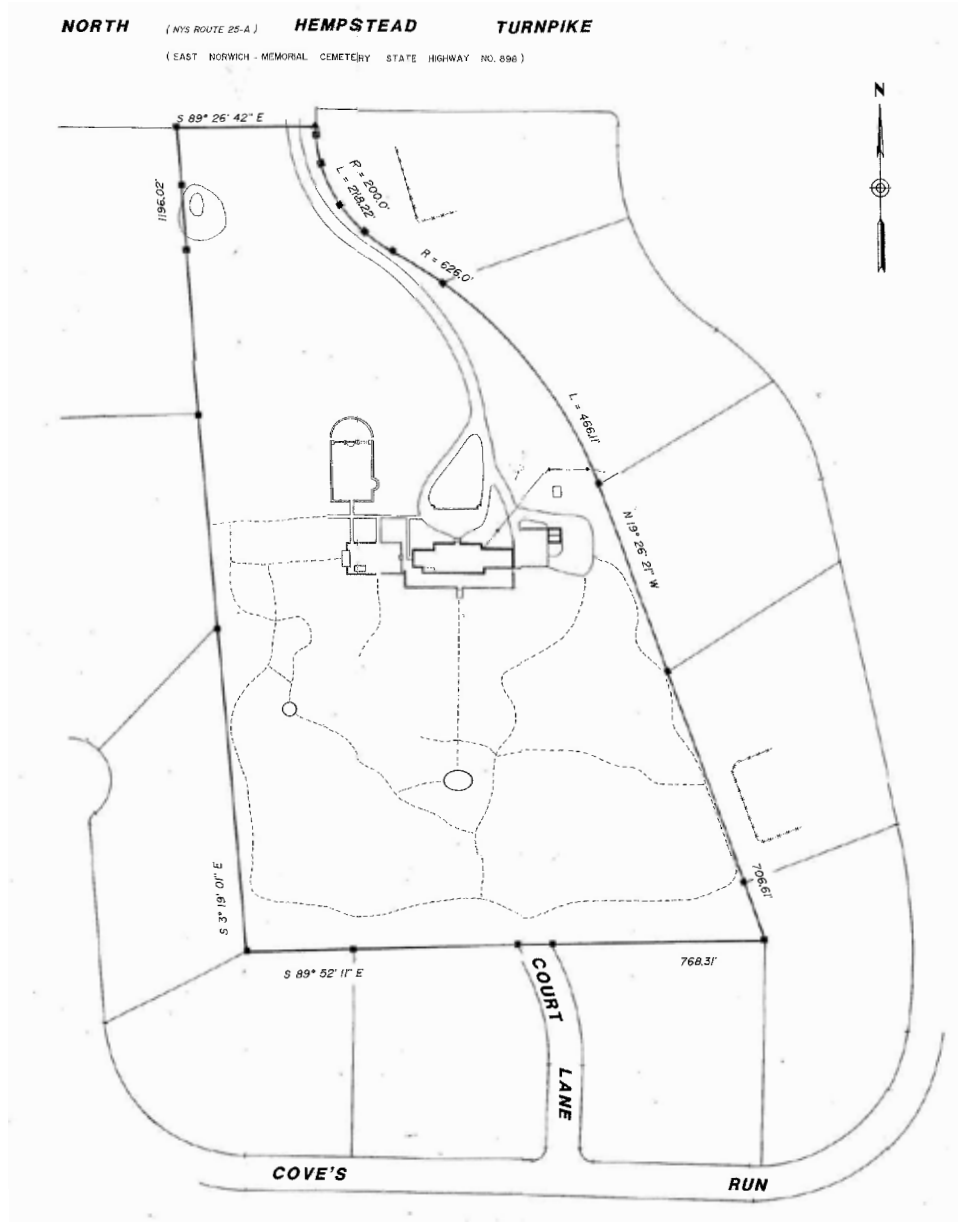 NORTH (NYS ROUTE 25-A) HEMPSTEAD TURNPIKE
(EAST NORWICH - MEMORIAL CEMETERY STATE HIGHWAY NO. 898)
N
S 89° 26' 42" E
R = 200.0'
L = 218.22'
1196.02'
R = 626.0'
L = 466.11'
N 19° 26' 21" W
706.61'
S 3° 19' 01" E
768.31'
S 89° 52' 11" E
COURT
LANE
COVE'S RUN